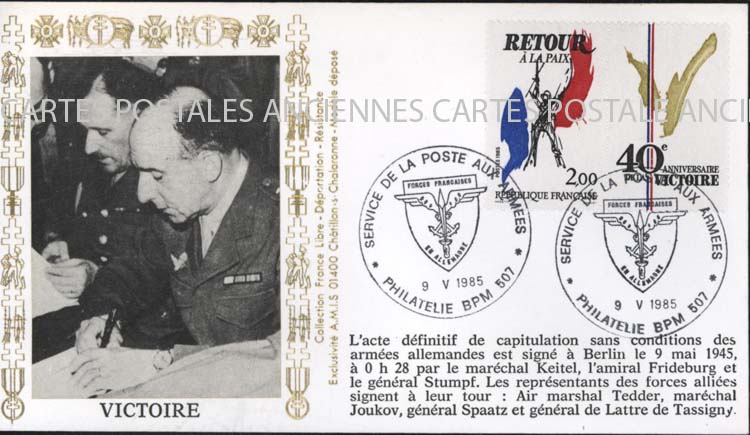 CARTES POSTALES ANCIENNES CARTES POSTALES ANCI
RETOUR
À LA PAIX
2,00
RÉPUBLIQUE FRANÇAISE
POSTES 1985
40e
ANNIVERSAIRE
VICTOIRE
SERVICE DE LA POSTE AUX ARMÉES
FORCES FRANÇAISES
EN ALLEMAGNE
9 V 1985
* PHILATELIE BPM 507 *
SERVICE DE LA POSTE AUX ARMEES
FORCES FRANÇAISES
EN ALLEMAGNE
9 V 1985
* PHILATELIE BPM 507 *
Collection France Libre - Déportation - Résistance
Exclusivité A.M.I.S 01400 Châtillon-s-Chalaronne - Modèle déposé
VICTOIRE
L'acte définitif de capitulation sans conditions des
armées allemandes est signé à Berlin le 9 mai 1945,
à 0 h 28 par le maréchal Keitel, l'amiral Frideburg et
le général Stumpf. Les représentants des forces alliées
signent à leur tour : Air marshal Tedder, maréchal
Joukov, général Spaatz et général de Lattre de Tassigny.